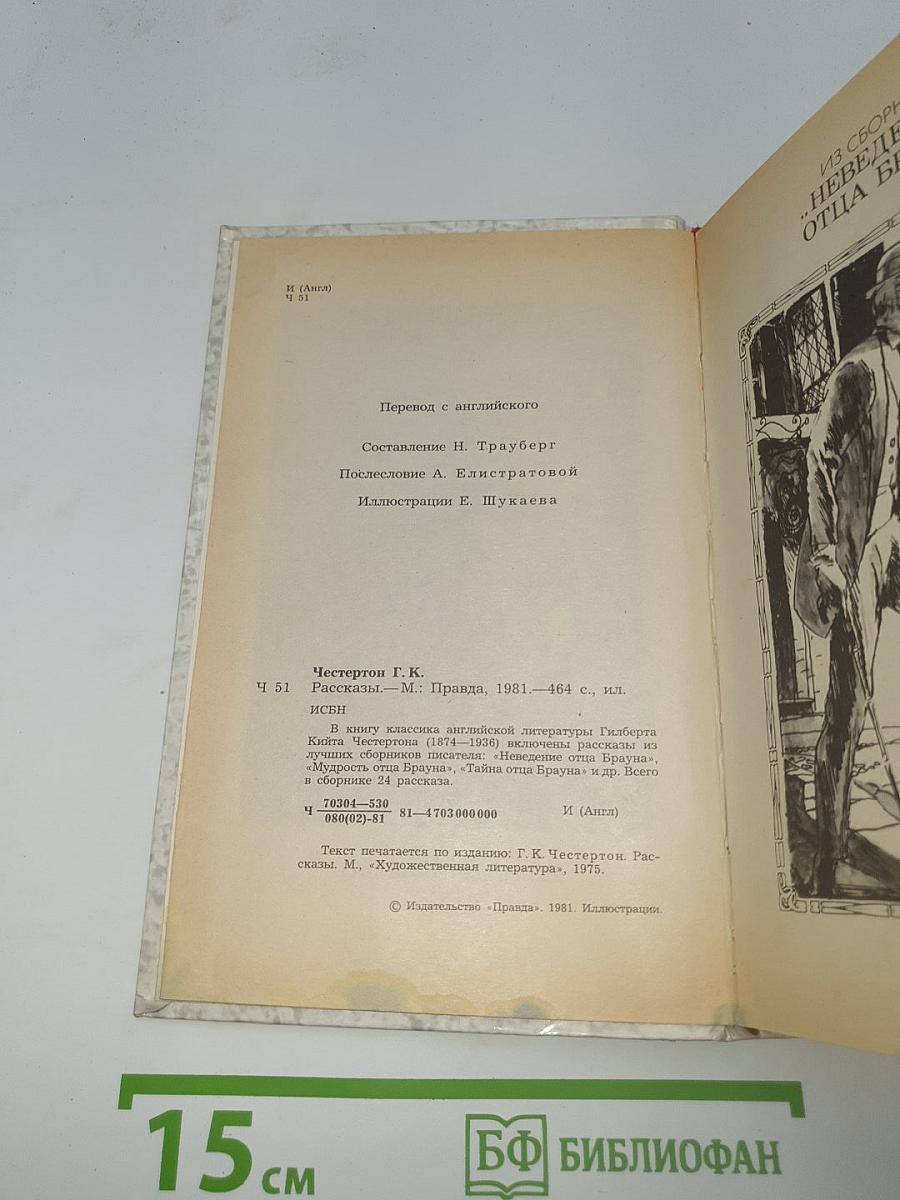 И (Англ)
Ч 51
Перевод с английского
Составление Н. Трауберг
Послесловие А. Елистратовой
Иллюстрации Е. Шукаева
Честертон Г. К.
Ч 51 Рассказы.— М.: Правда, 1981.—464 с., ил.
ИСБН
В книгу классика английской литературы Гилберта
Кийта Честертона (1874—1936) включены рассказы из
лучших сборников писателя: «Неведение отца Брауна»,
«Мудрость отца Брауна», «Тайна отца Брауна» и др. Всего
в сборнике 24 рассказа.
Ч 70304—530
080(02)-81 81—4703000000 И (Англ)
Текст печатается по изданию: Г. К. Честертон. Рас-
сказы. М., «Художественная литература», 1975.
© Издательство «Правда». 1981. Иллюстрации.
ИЗ
ОТЦА
15 см
БФ БИБЛИОФАН